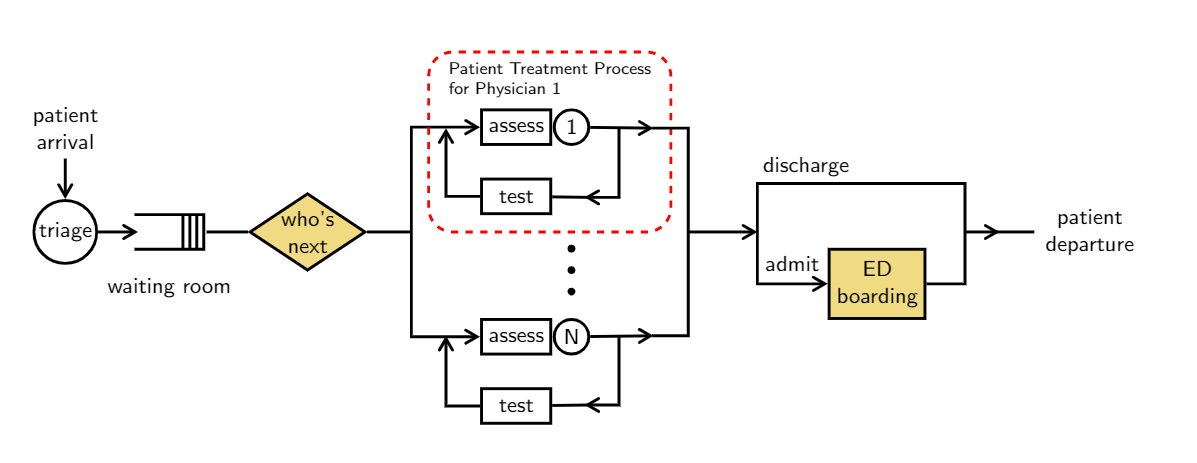 patient
arrival
triage
waiting room
who's
next
Patient Treatment Process
for Physician 1
assess
1
test
assess
N
test
discharge
admit
ED
boarding
patient
departure